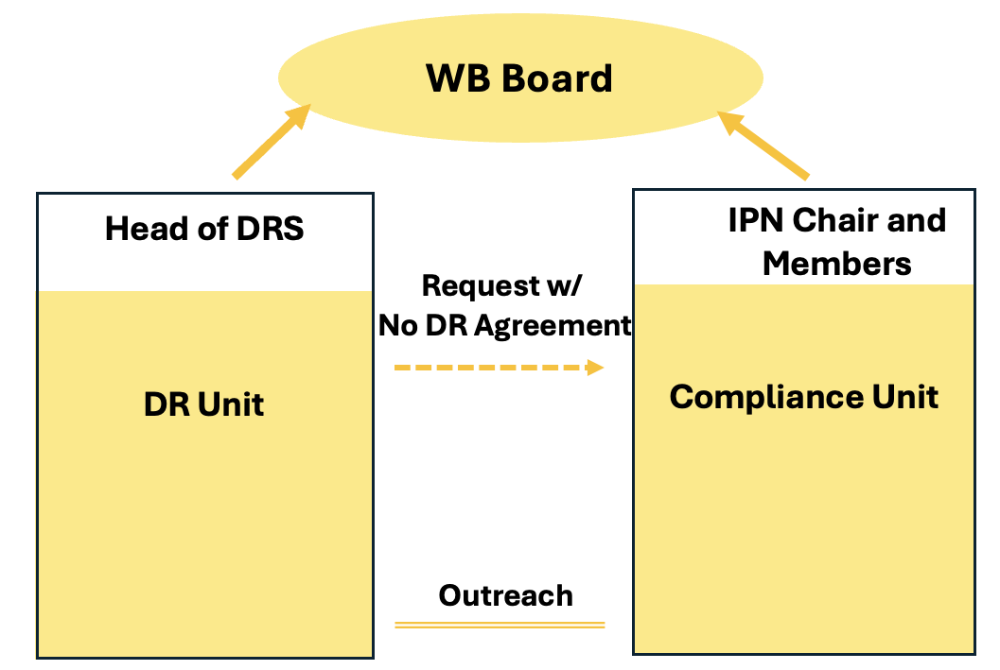 WB Board
Head of DRS
IPN Chair and
Members
Request w/
No DR Agreement
DR Unit
Compliance Unit
Outreach